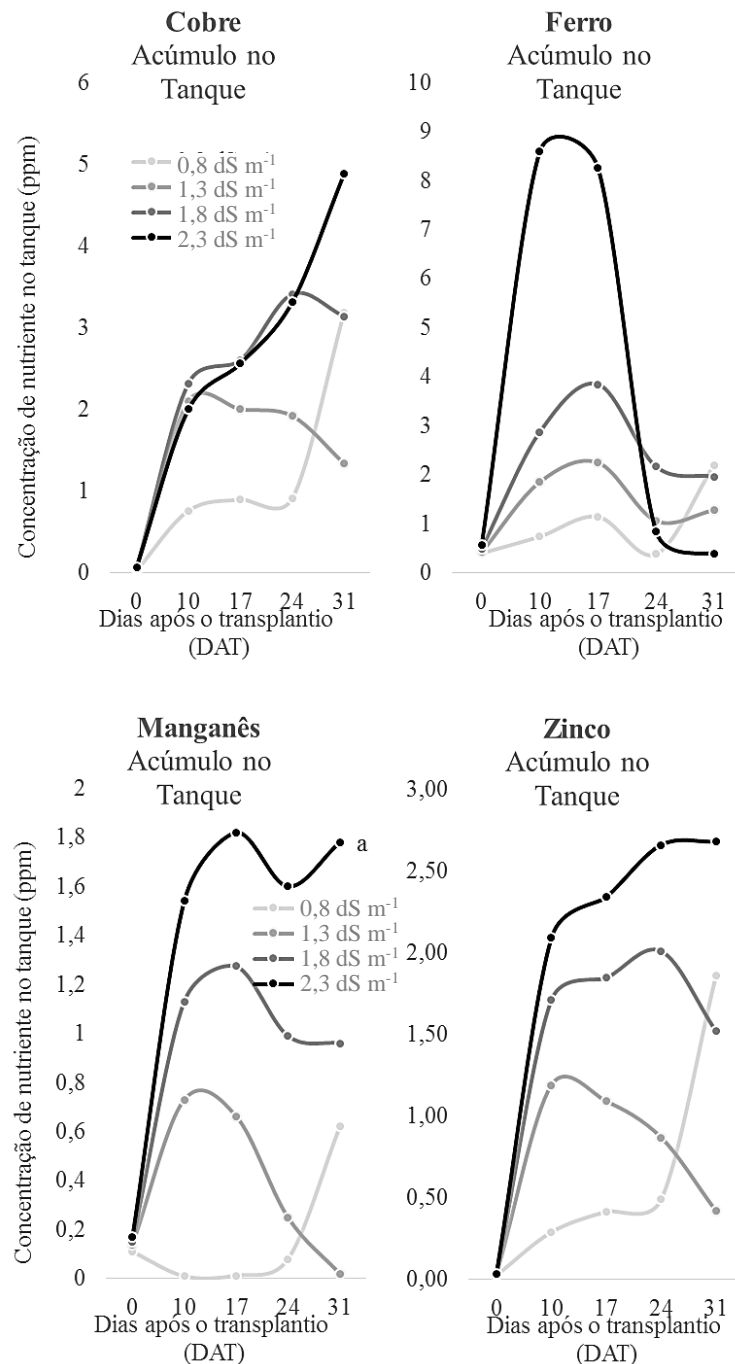 Cobre
Acúmulo no
Tanque
Concentração de nutriente no tanque (ppm)
6
5
4
3
2
1
0
0,8 dS m-1
1,3 dS m-1
1,8 dS m-1
2,3 dS m-1
0 10 17 24 31
Dias após o transplantio
(DAT)
Ferro
Acúmulo no
Tanque
10
9
8
7
6
5
4
3
2
1
0
0 10 17 24 31
Dias após o transplantio
(DAT)
Manganês
Acúmulo no
Tanque
Concentração de nutriente no tanque (ppm)
2
1,8
1,6
1,4
1,2
1
0,8
0,6
0,4
0,2
0
a
0,8 dS m-1
1,3 dS m-1
1,8 dS m-1
2,3 dS m-1
0 10 17 24 31
Dias após o transplantio
(DAT)
Zinco
Acúmulo no
Tanque
3,00
2,50
2,00
1,50
1,00
0,50
0,00
0 10 17 24 31
Dias após o transplantio
(DAT)